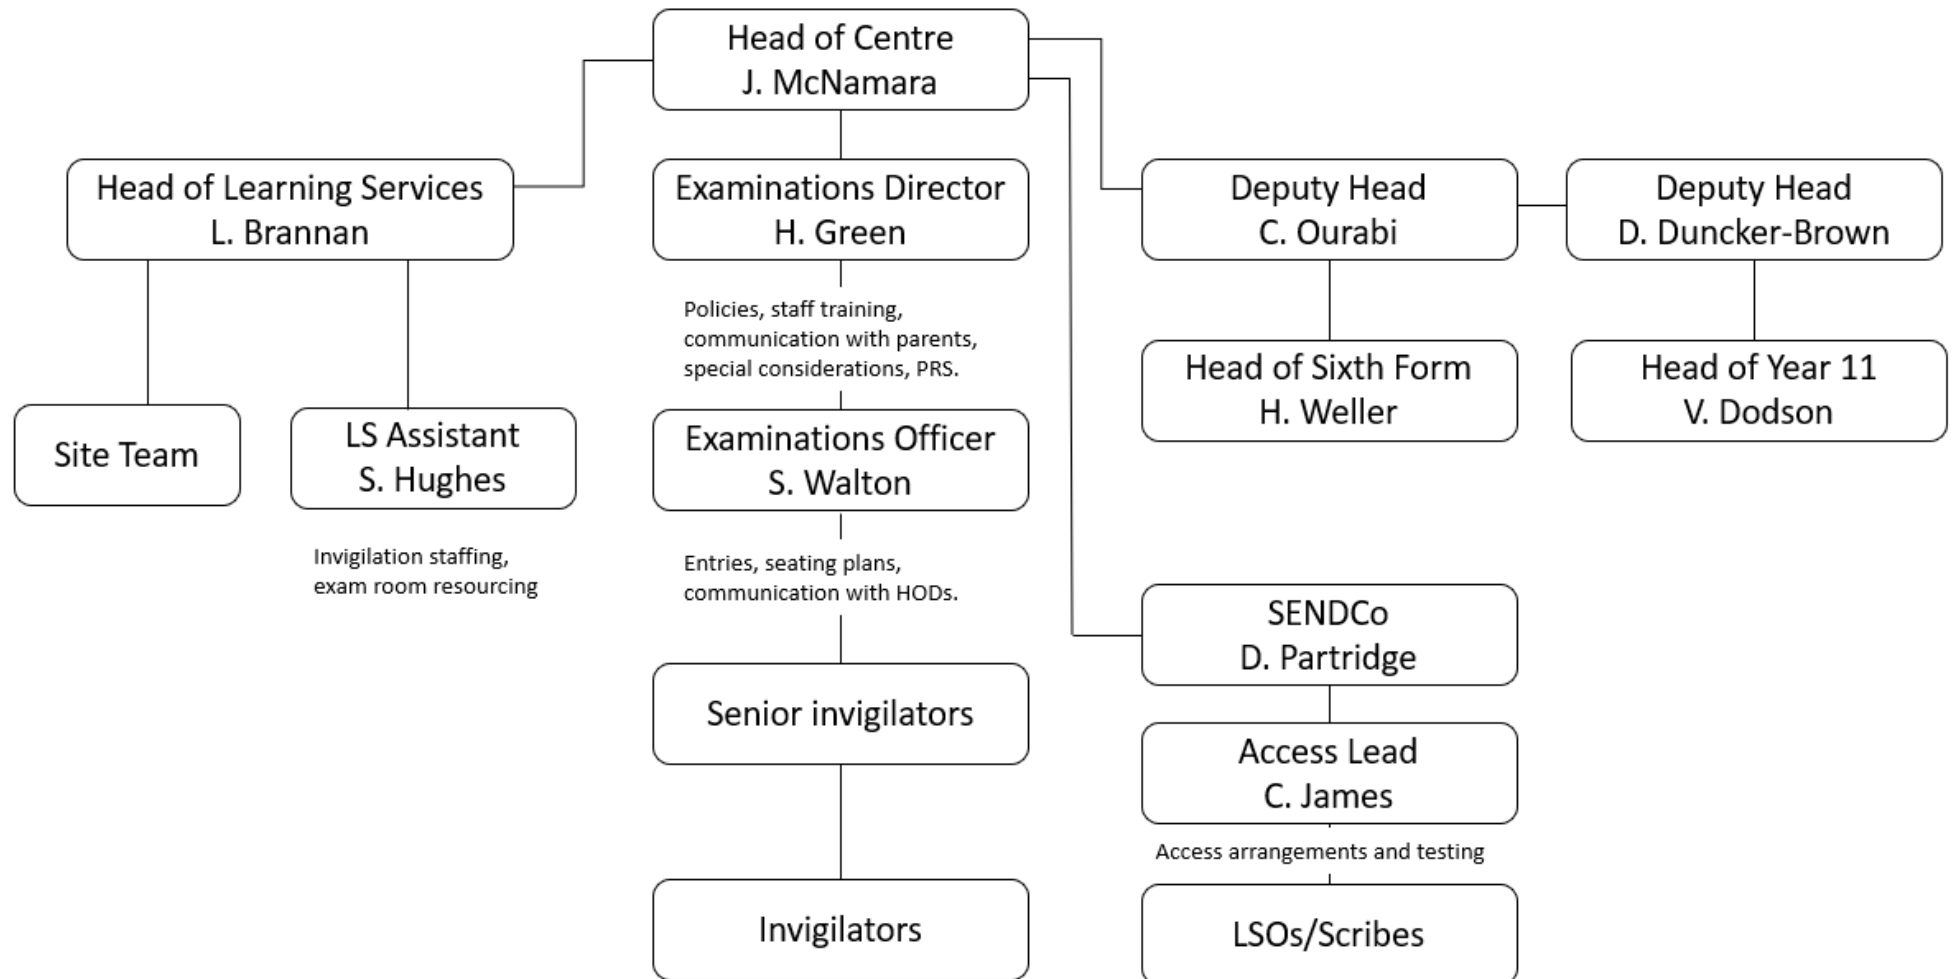 Head of Centre
J. McNamara
Head of Learning Services
L. Brannan
Examinations Director
H. Green
Deputy Head
C. Ourabi
Deputy Head
D. Duncker-Brown
Policies, staff training,
communication with parents,
special considerations, PRS.
Head of Sixth Form
H. Weller
Head of Year 11
V. Dodson
Site Team
LS Assistant
S. Hughes
Examinations Officer
S. Walton
Invigilation staffing,
exam room resourcing
Entries, seating plans,
communication with HODs.
SENDCo
D. Partridge
Senior invigilators
Access Lead
C. James
Access arrangements and testing
Invigilators
LSOs/Scribes